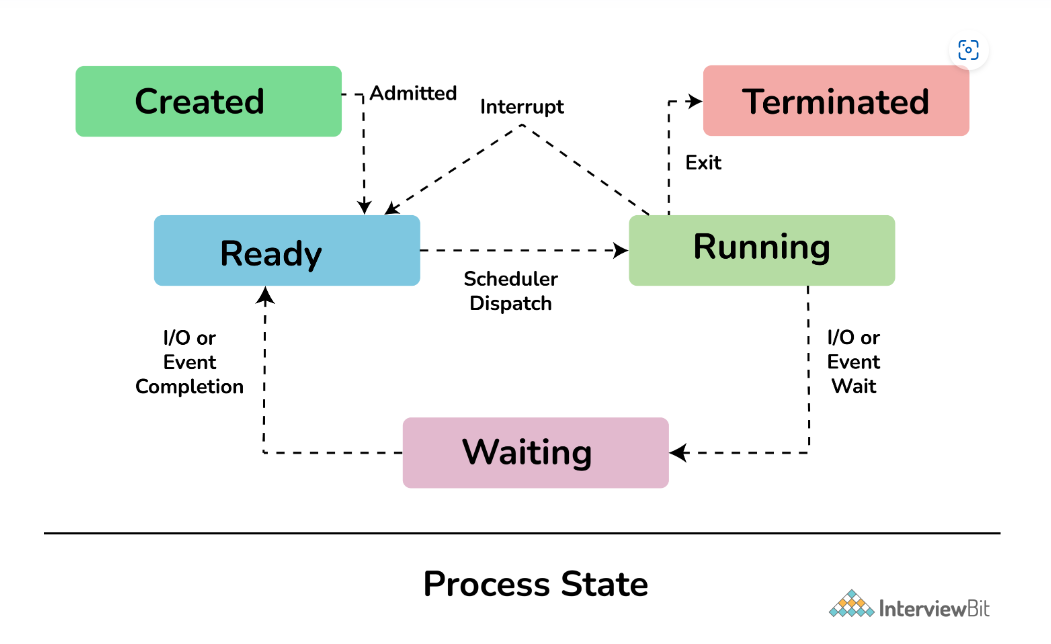 Created
Admitted
Interrupt
Terminated
Exit
Ready
Scheduler
Dispatch
Running
I/O or
Event
Completion
I/O or
Event
Wait
Waiting
Process State
InterviewBit